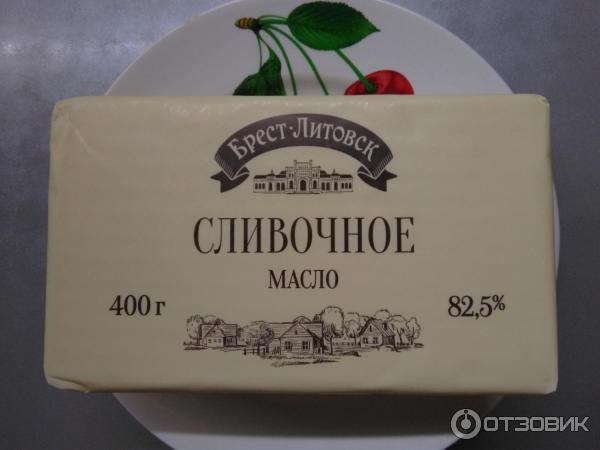 Брест-Литовск
СЛИВОЧНОЕ
МАСЛО
400 г
82,5%
ОТЗОВИК